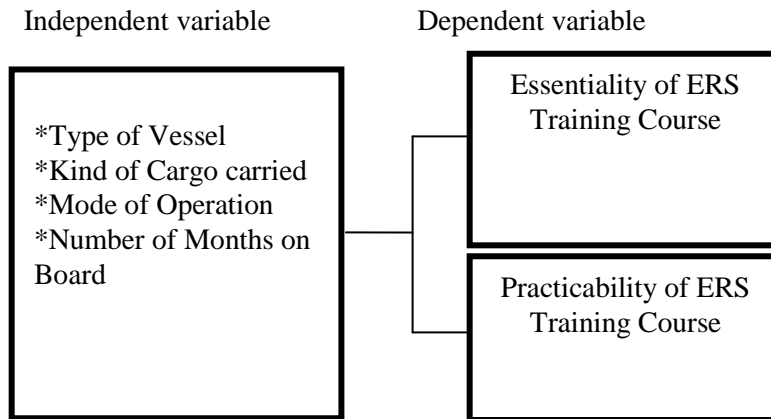 Independent variable
Dependent variable
*Type of Vessel
*Kind of Cargo carried
*Mode of Operation
*Number of Months on
Board
Essentiality of ERS
Training Course
Practicability of ERS
Training Course